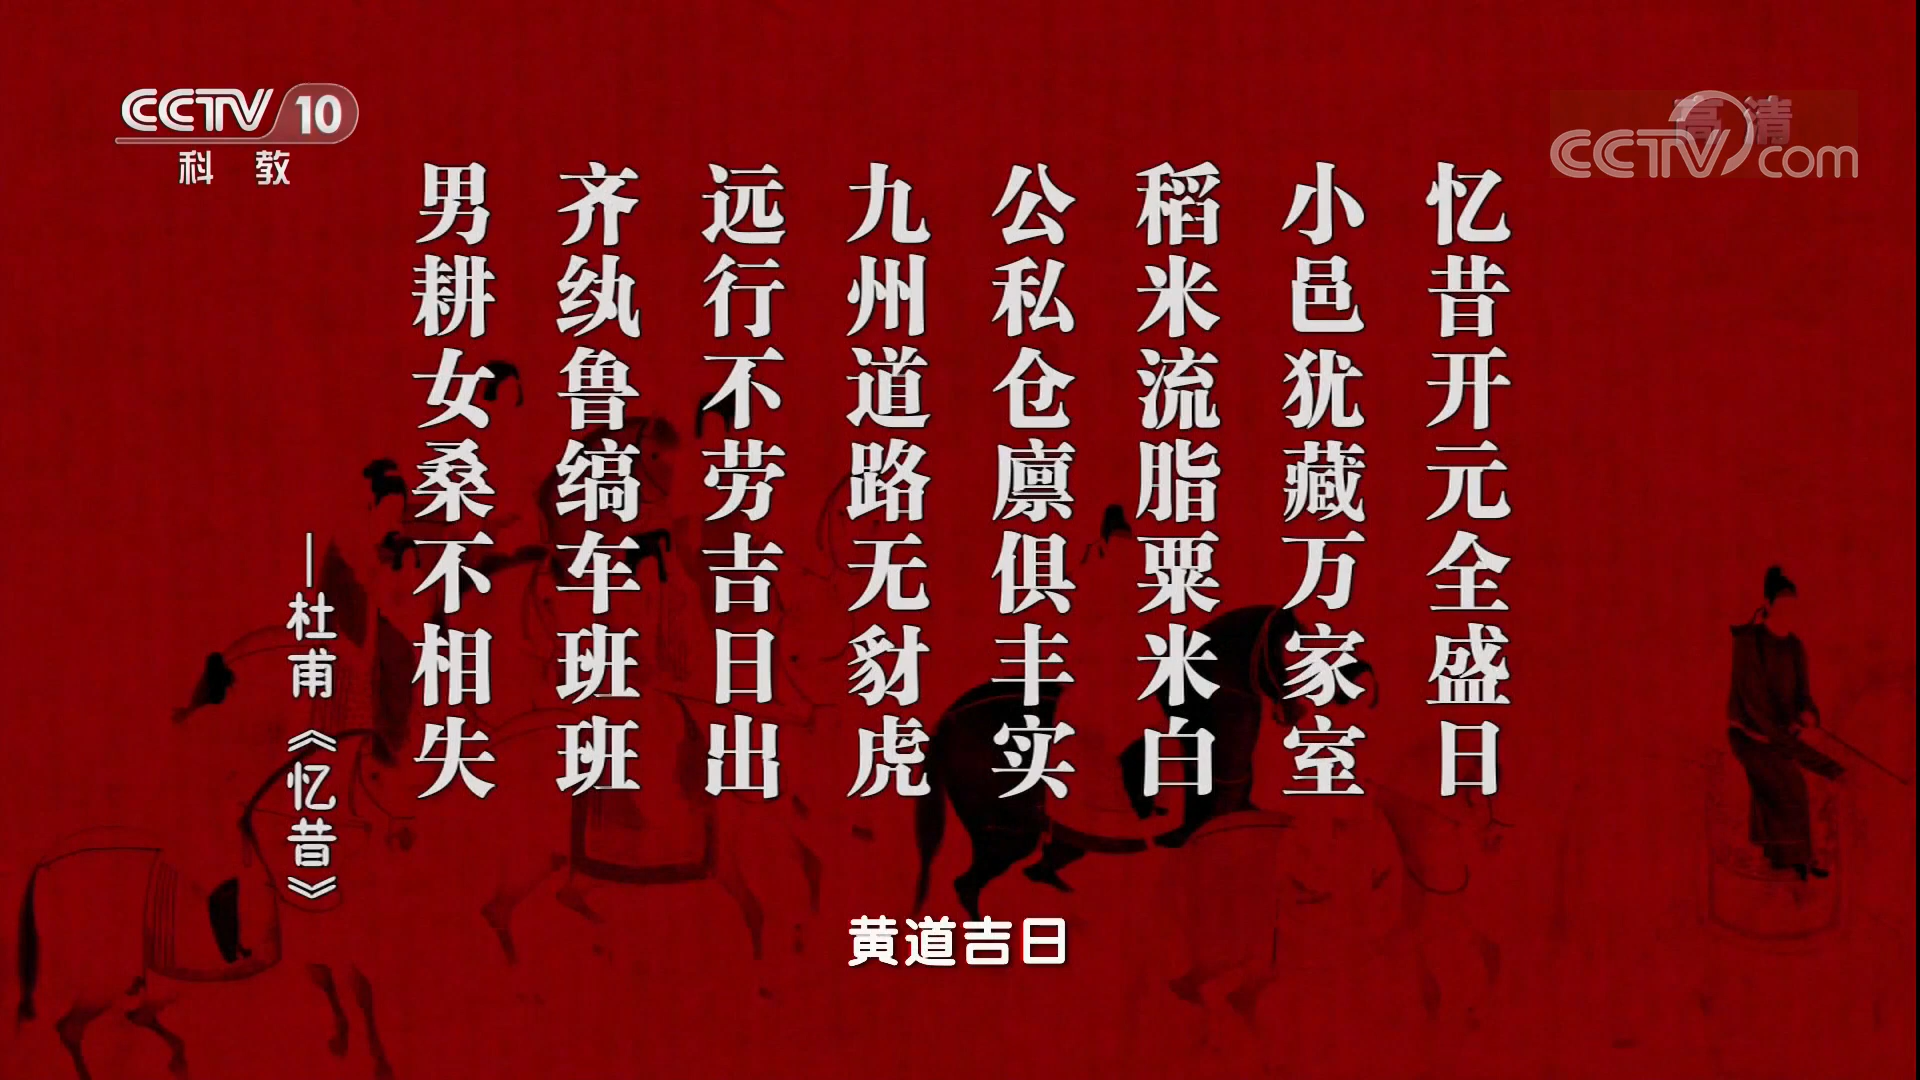 CCTV 10
科教
高清
CCTV.com
忆昔开元全盛日
小邑犹藏万家室
稻米流脂粟米白
公私仓廪俱丰实
九州道路无豺虎
远行不劳吉日出
齐纨鲁缟车班班
男耕女桑不相失
—杜甫《忆昔》
黄道吉日